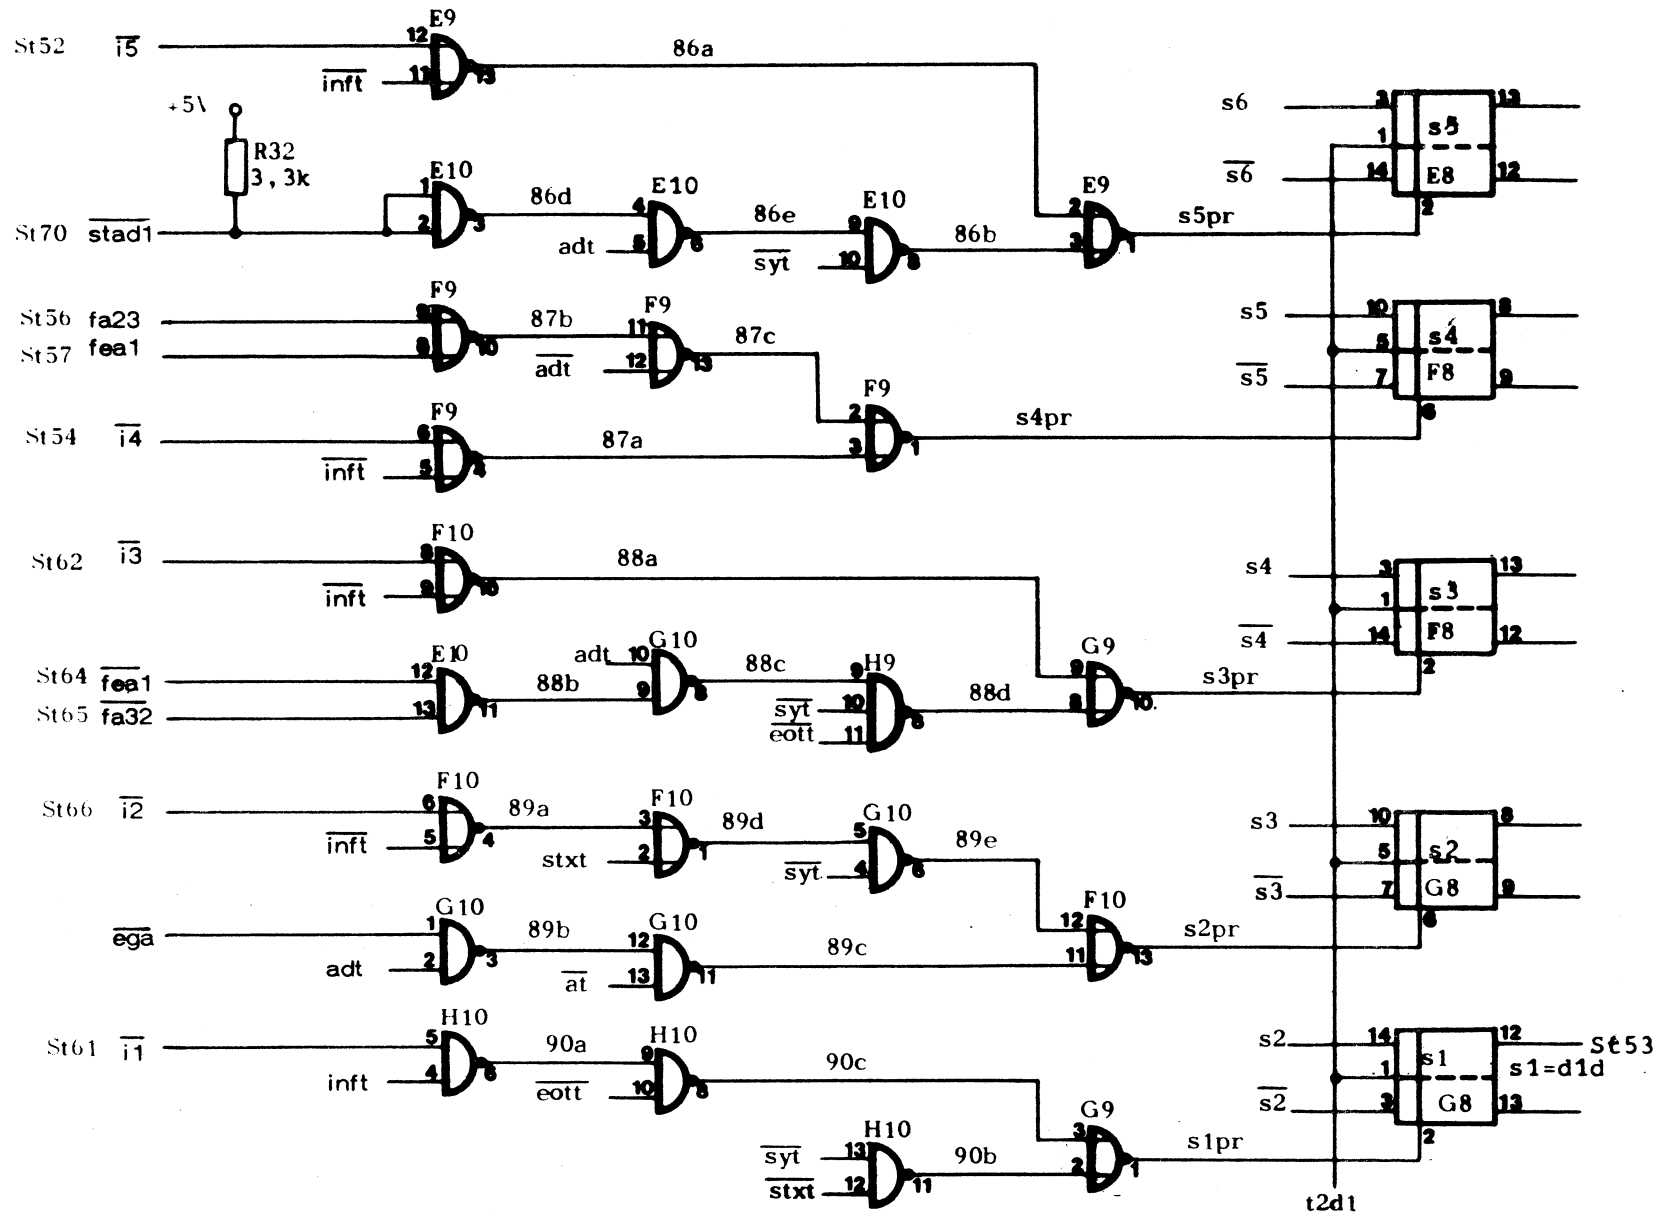 E9
St52 i5 12 86a
inft 11 13
+5V
R32
3,3k
s6 3 13
1 s5
s6 14 E8 12
2
E10
1 86d E10
4 86e E10
9 E9
2 s5pr
St70 stad1 2 3
adt 5 6
syt 10 8 86b 3 1
F9
St56 fa23 9 87b F9
11 87c
St57 fea1 8 10
adt 12 13
s5 10 8
5 s4
s5 7 F8 9
6
F9
St54 i4 6 87a
inft 5 4
F9
2 s4pr
3 1
F10
St62 i3 8 88a
inft 9 10
s4 3 13
1 s3
s4 14 F8 12
2
E10
St64 fea1 12 88b
St65 fa32 13 11
G10
adt 10 88c
9 8
H9
9 88d
syt 10 8
eott 11
G9
9 s3pr
8 10
F10
St66 i2 6 89a
inft 5 4
F10
3 89d
stxt 2 1
G10
5 89e
syt 4 6
s3 10 8
5 s2
s3 7 G8 9
6
G10
ega 1 89b
adt 2 3
G10
12 89c
at 13 11
F10
12 s2pr
11 13
H10
St61 i1 5 90a
inft 4 6
H10
9 90c
eott 10 8
s2 14 12 St53
1 s1 s1=d1d
s2 3 G8 13
2
H10
syt 13 90b
stxt 12 11
G9
3 s1pr
2 1
t2d1